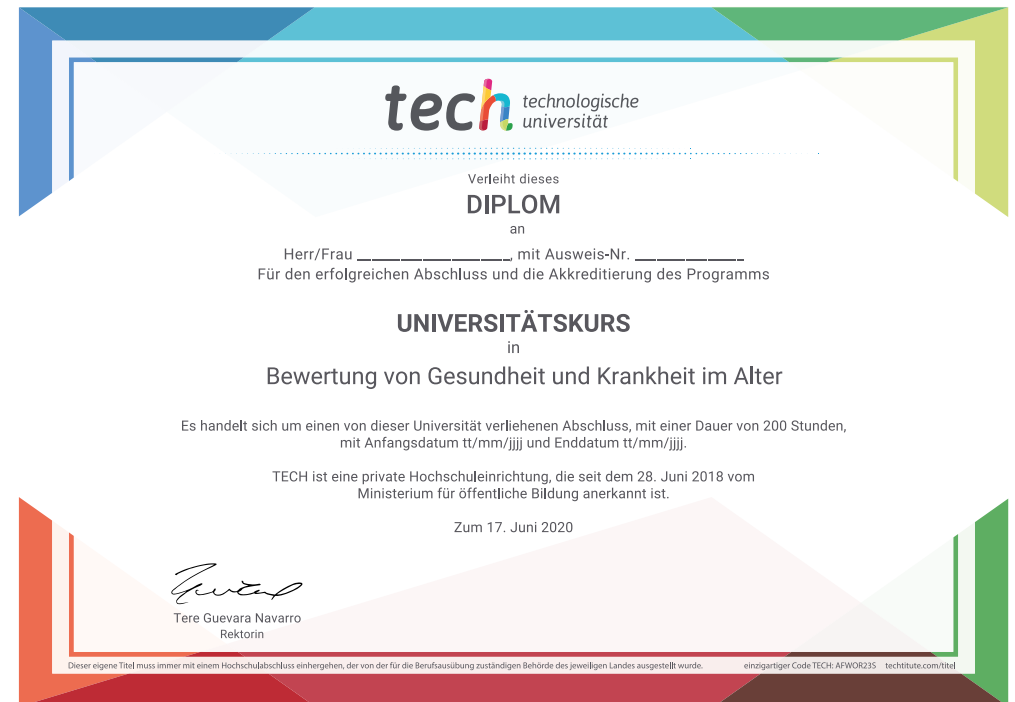 tech technologische
universität
Verleiht dieses
DIPLOM
an
Herr/Frau ____________________, mit Ausweis-Nr. ______________
Für den erfolgreichen Abschluss und die Akkreditierung des Programms
UNIVERSITÄTSKURS
in
Bewertung von Gesundheit und Krankheit im Alter
Es handelt sich um einen von dieser Universität verliehenen Abschluss, mit einer Dauer von 200 Stunden,
mit Anfangsdatum tt/mm/jjjj und Enddatum tt/mm/jjjj.
TECH ist eine private Hochschuleinrichtung, die seit dem 28. Juni 2018 vom
Ministerium für öffentliche Bildung anerkannt ist.
Zum 17. Juni 2020
Tere Guevara Navarro
Rektorin
Dieser eigene Titel muss immer mit einem Hochschulabschluss einhergehen, der von der für die Berufsausübung zuständigen Behörde des jeweiligen Landes ausgestellt wurde. einzigartiger Code TECH: AFWOR23S techtitute.com/titel